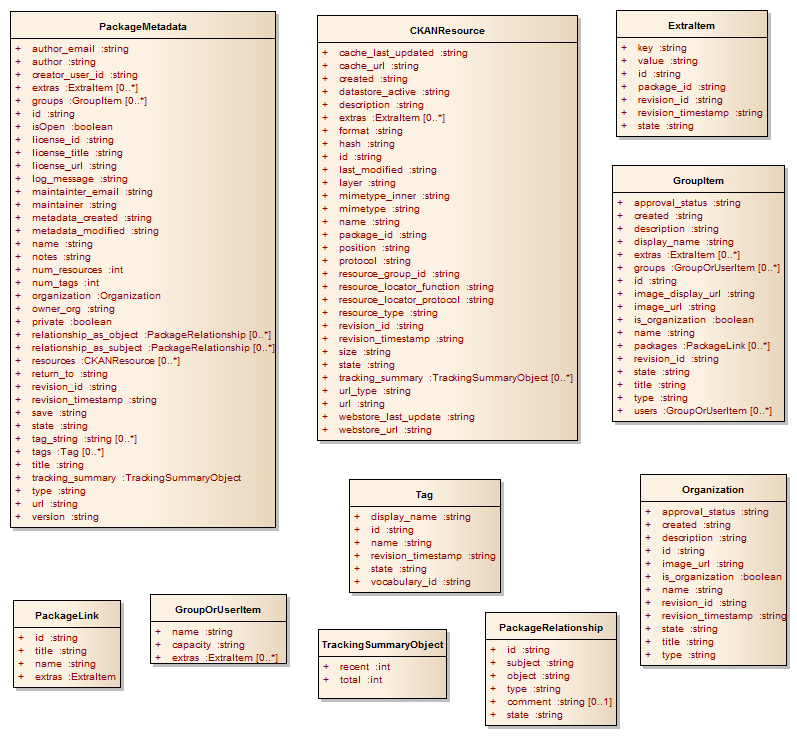 PackageMetadata
+ author_email :string
+ author :string
+ creator_user_id :string
+ extras :ExtraItem [0..*]
+ groups :GroupItem [0..*]
+ id :string
+ isOpen :boolean
+ license_id :string
+ license_title :string
+ license_url :string
+ log_message :string
+ maintainter_email :string
+ maintainer :string
+ metadata_created :string
+ metadata_modified :string
+ name :string
+ notes :string
+ num_resources :int
+ num_tags :int
+ organization :Organization
+ owner_org :string
+ private :boolean
+ relationship_as_object :PackageRelationship [0..*]
+ relationship_as_subject :PackageRelationship [0..*]
+ resources :CKANResource [0..*]
+ return_to :string
+ revision_id :string
+ revision_timestamp :string
+ save :string
+ state :string
+ tag_string :string [0..*]
+ tags :Tag [0..*]
+ title :string
+ tracking_summary :TrackingSummaryObject
+ type :string
+ url :string
+ version :string
CKANResource
+ cache_last_updated :string
+ cache_url :string
+ created :string
+ datastore_active :string
+ description :string
+ extras :ExtraItem [0..*]
+ format :string
+ hash :string
+ id :string
+ last_modified :string
+ layer :string
+ mimetype_inner :string
+ mimetype :string
+ name :string
+ package_id :string
+ position :string
+ protocol :string
+ resource_group_id :string
+ resource_locator_function :string
+ resource_locator_protocol :string
+ resource_type :string
+ revision_id :string
+ revision_timestamp :string
+ size :string
+ state :string
+ tracking_summary :TrackingSummaryObject [0..*]
+ url_type :string
+ url :string
+ webstore_last_update :string
+ webstore_url :string
ExtraItem
+ key :string
+ value :string
+ id :string
+ package_id :string
+ revision_id :string
+ revision_timestamp :string
+ state :string
GroupItem
+ approval_status :string
+ created :string
+ description :string
+ display_name :string
+ extras :ExtraItem [0..*]
+ groups :GroupOrUserItem [0..*]
+ id :string
+ image_display_url :string
+ image_url :string
+ is_organization :boolean
+ name :string
+ packages :PackageLink [0..*]
+ revision_id :string
+ state :string
+ title :string
+ type :string
+ users :GroupOrUserItem [0..*]
Tag
+ display_name :string
+ id :string
+ name :string
+ revision_timestamp :string
+ state :string
+ vocabulary_id :string
Organization
+ approval_status :string
+ created :string
+ description :string
+ id :string
+ image_url :string
+ is_organization :boolean
+ name :string
+ revision_id :string
+ revision_timestamp :string
+ state :string
+ title :string
+ type :string
PackageLink
+ id :string
+ title :string
+ name :string
+ extras :ExtraItem
GroupOrUserItem
+ name :string
+ capacity :string
+ extras :ExtraItem [0..*]
TrackingSummaryObject
+ recent :int
+ total :int
PackageRelationship
+ id :string
+ subject :string
+ object :string
+ type :string
+ comment :string [0..1]
+ state :string